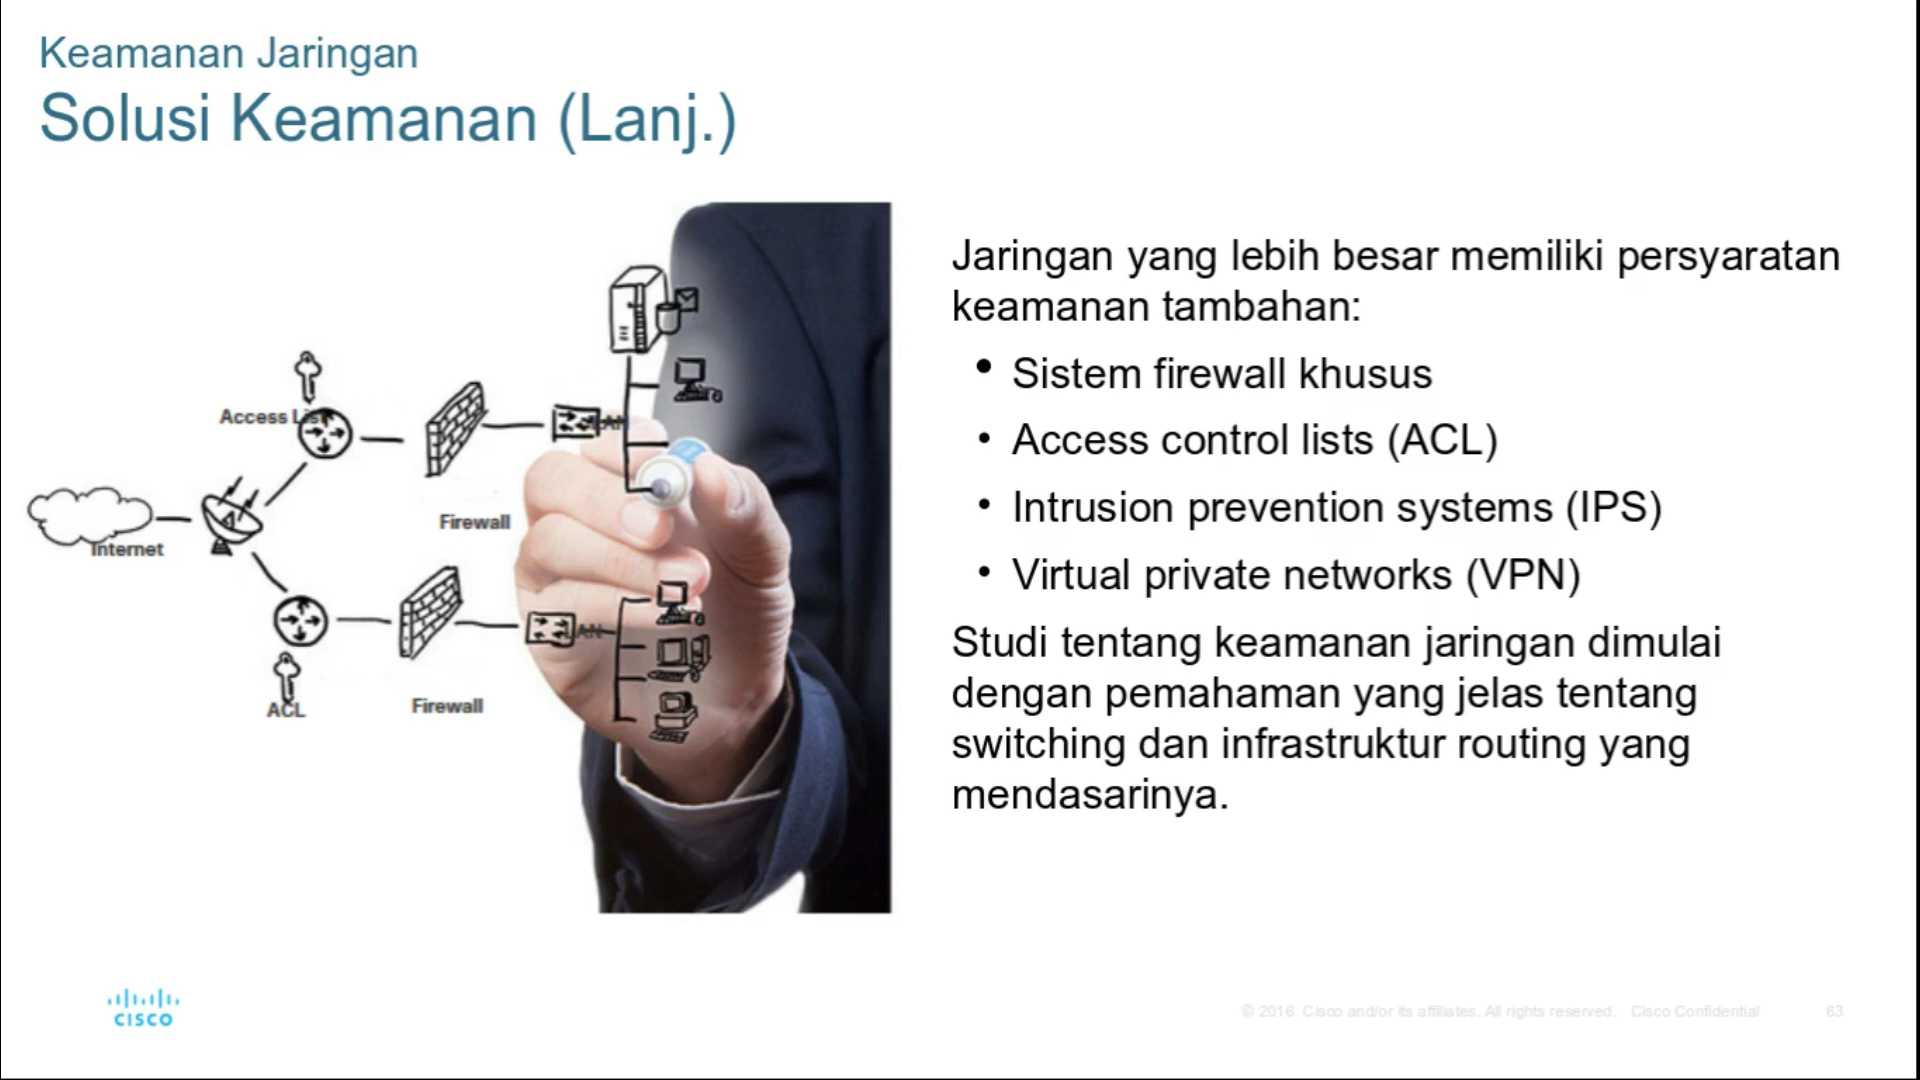 Keamanan Jaringan
Solusi Keamanan (Lanj.)
Jaringan yang lebih besar memiliki persyaratan
keamanan tambahan:
• Sistem firewall khusus
• Access control lists (ACL)
• Intrusion prevention systems (IPS)
• Virtual private networks (VPN)
Studi tentang keamanan jaringan dimulai
dengan pemahaman yang jelas tentang
switching dan infrastruktur routing yang
mendasarinya.
Access List
LAN
Firewall
Internet
LAN
ACL
Firewall
CISCO
© 2016 Cisco and/or its affiliates. All rights reserved. Cisco Confidential 63